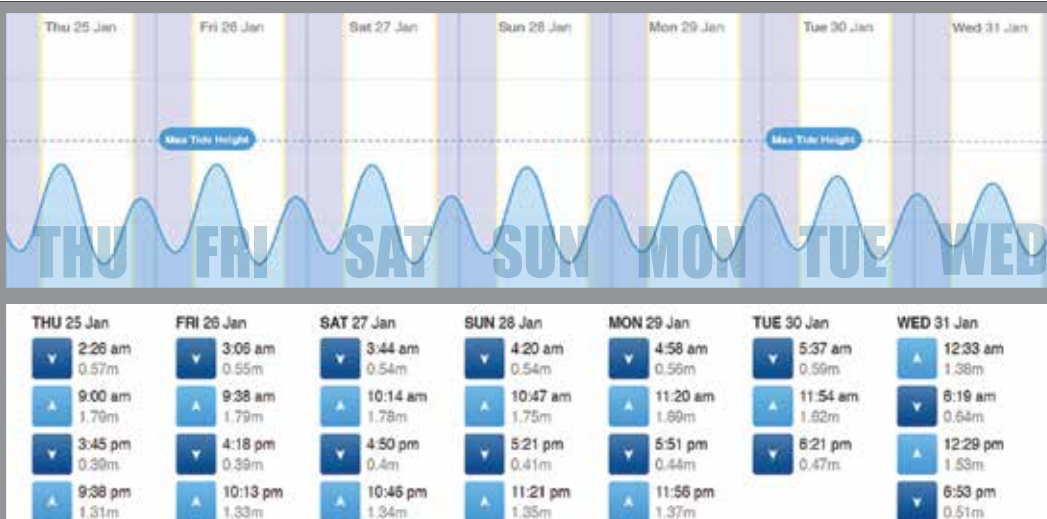 Thu 25 Jan
Fri 26 Jan
Sat 27 Jan
Sun 28 Jan
Mon 29 Jan
Tue 30 Jan
Wed 31 Jan
Max Tide Height
Max Tide Height
THU
FRI
SAT
SUN
MON
TUE
WED
THU 25 Jan
2:26 am
0.57m
9:00 am
1.79m
3:45 pm
0.39m
9:38 pm
1.31m
FRI 26 Jan
3:06 am
0.55m
9:38 am
1.79m
4:18 pm
0.39m
10:13 pm
1.33m
SAT 27 Jan
3:44 am
0.54m
10:14 am
1.78m
4:50 pm
0.4m
10:46 pm
1.34m
SUN 28 Jan
4:20 am
0.54m
10:47 am
1.75m
5:21 pm
0.41m
11:21 pm
1.35m
MON 29 Jan
4:58 am
0.56m
11:20 am
1.69m
5:51 pm
0.44m
11:56 pm
1.37m
TUE 30 Jan
5:37 am
0.59m
11:54 am
1.62m
6:21 pm
0.47m
WED 31 Jan
12:33 am
1.38m
6:19 am
0.64m
12:29 pm
1.53m
6:53 pm
0.51m